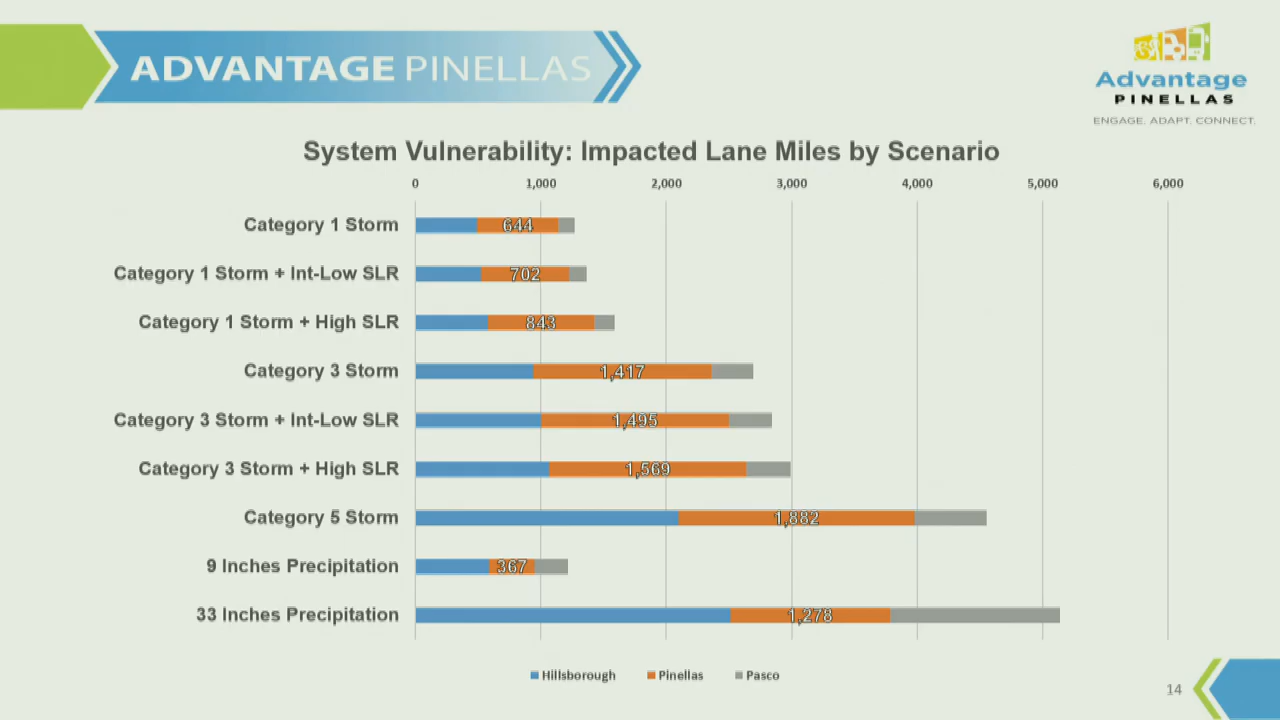 ADVANTAGE PINELLAS
Advantage
PINELLAS
ENGAGE. ADAPT. CONNECT.
System Vulnerability: Impacted Lane Miles by Scenario
0 1,000 2,000 3,000 4,000 5,000 6,000
Category 1 Storm 644
Category 1 Storm + Int-Low SLR 702
Category 1 Storm + High SLR 843
Category 3 Storm 1,417
Category 3 Storm + Int-Low SLR 1,495
Category 3 Storm + High SLR 1,569
Category 5 Storm 1,882
9 Inches Precipitation 367
33 Inches Precipitation 1,278
Hillsborough Pinellas Pasco
14